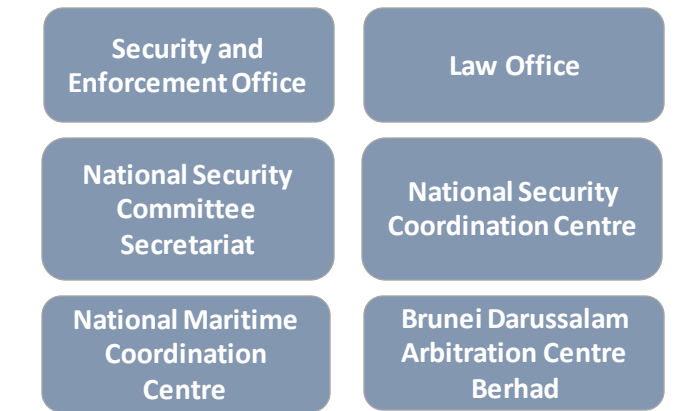 Security and
Enforcement Office
Law Office
National Security
Committee
Secretariat
National Security
Coordination Centre
National Maritime
Coordination
Centre
Brunei Darussalam
Arbitration Centre
Berhad